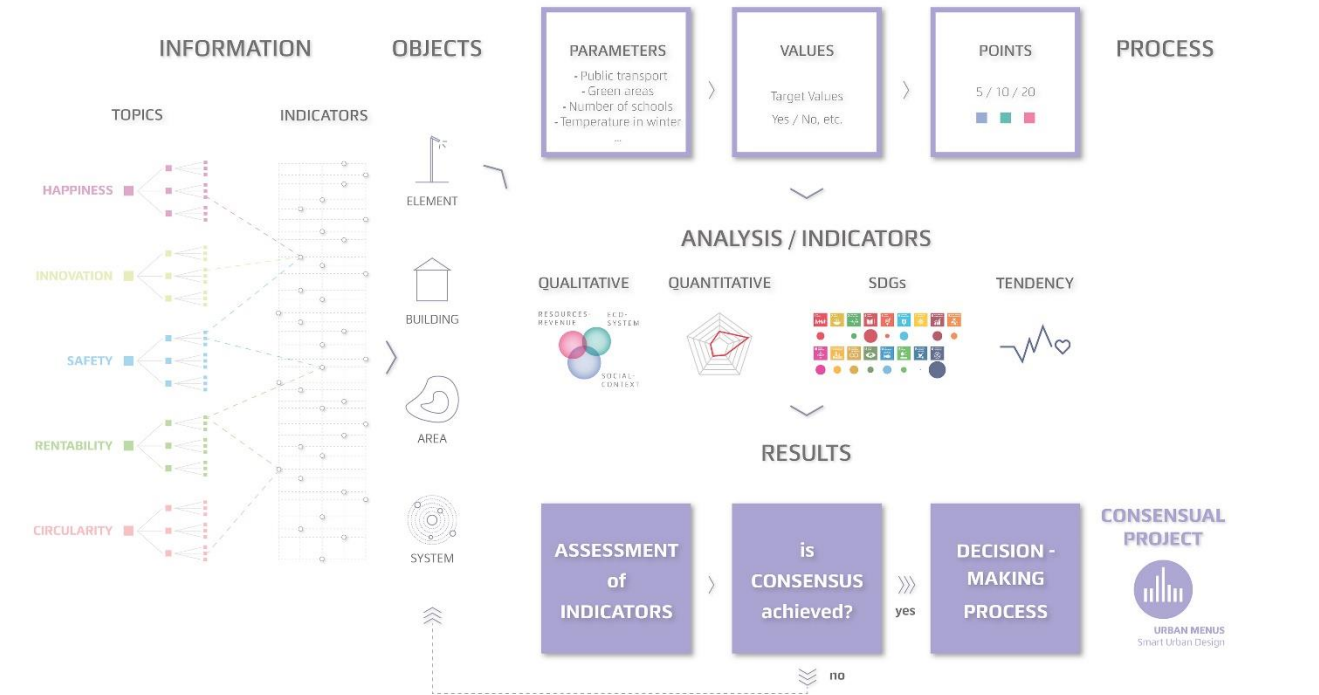 INFORMATION
OBJECTS
PROCESS
TOPICS
INDICATORS
HAPPINESS
INNOVATION
SAFETY
RENTABILITY
CIRCULARITY
ELEMENT
BUILDING
AREA
SYSTEM
PARAMETERS
- Public transport
- Green areas
- Number of schools
- Temperature in winter
...
VALUES
Target Values
Yes / No, etc.
POINTS
5 / 10 / 20
ANALYSIS / INDICATORS
QUALITATIVE
RESOURCES-
REVENUE
ECO-
SYSTEM
SOCIAL-
CONTEXT
QUANTITATIVE
SDGs
TENDENCY
RESULTS
ASSESSMENT
of
INDICATORS
is
CONSENSUS
achieved?
yes
no
DECISION -
MAKING
PROCESS
CONSENSUAL
PROJECT
URBAN MENUS
Smart Urban Design